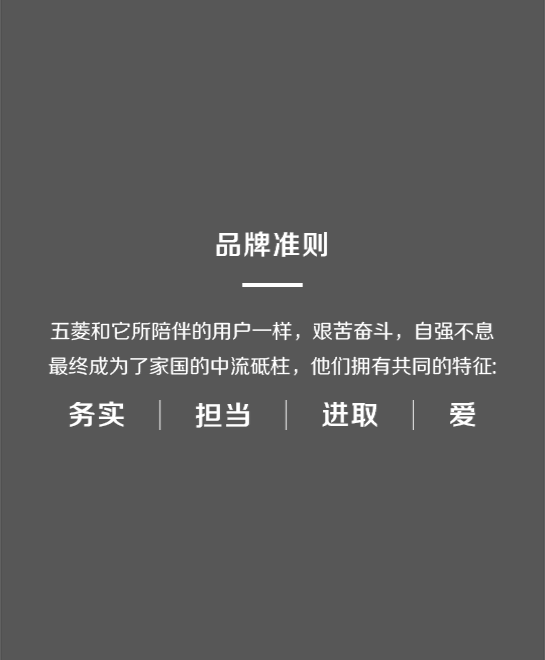 品牌准则
五菱和它所陪伴的用户一样，艰苦奋斗，自强不息
最终成为了家国的中流砥柱，他们拥有共同的特征:
务实 | 担当 | 进取 | 爱